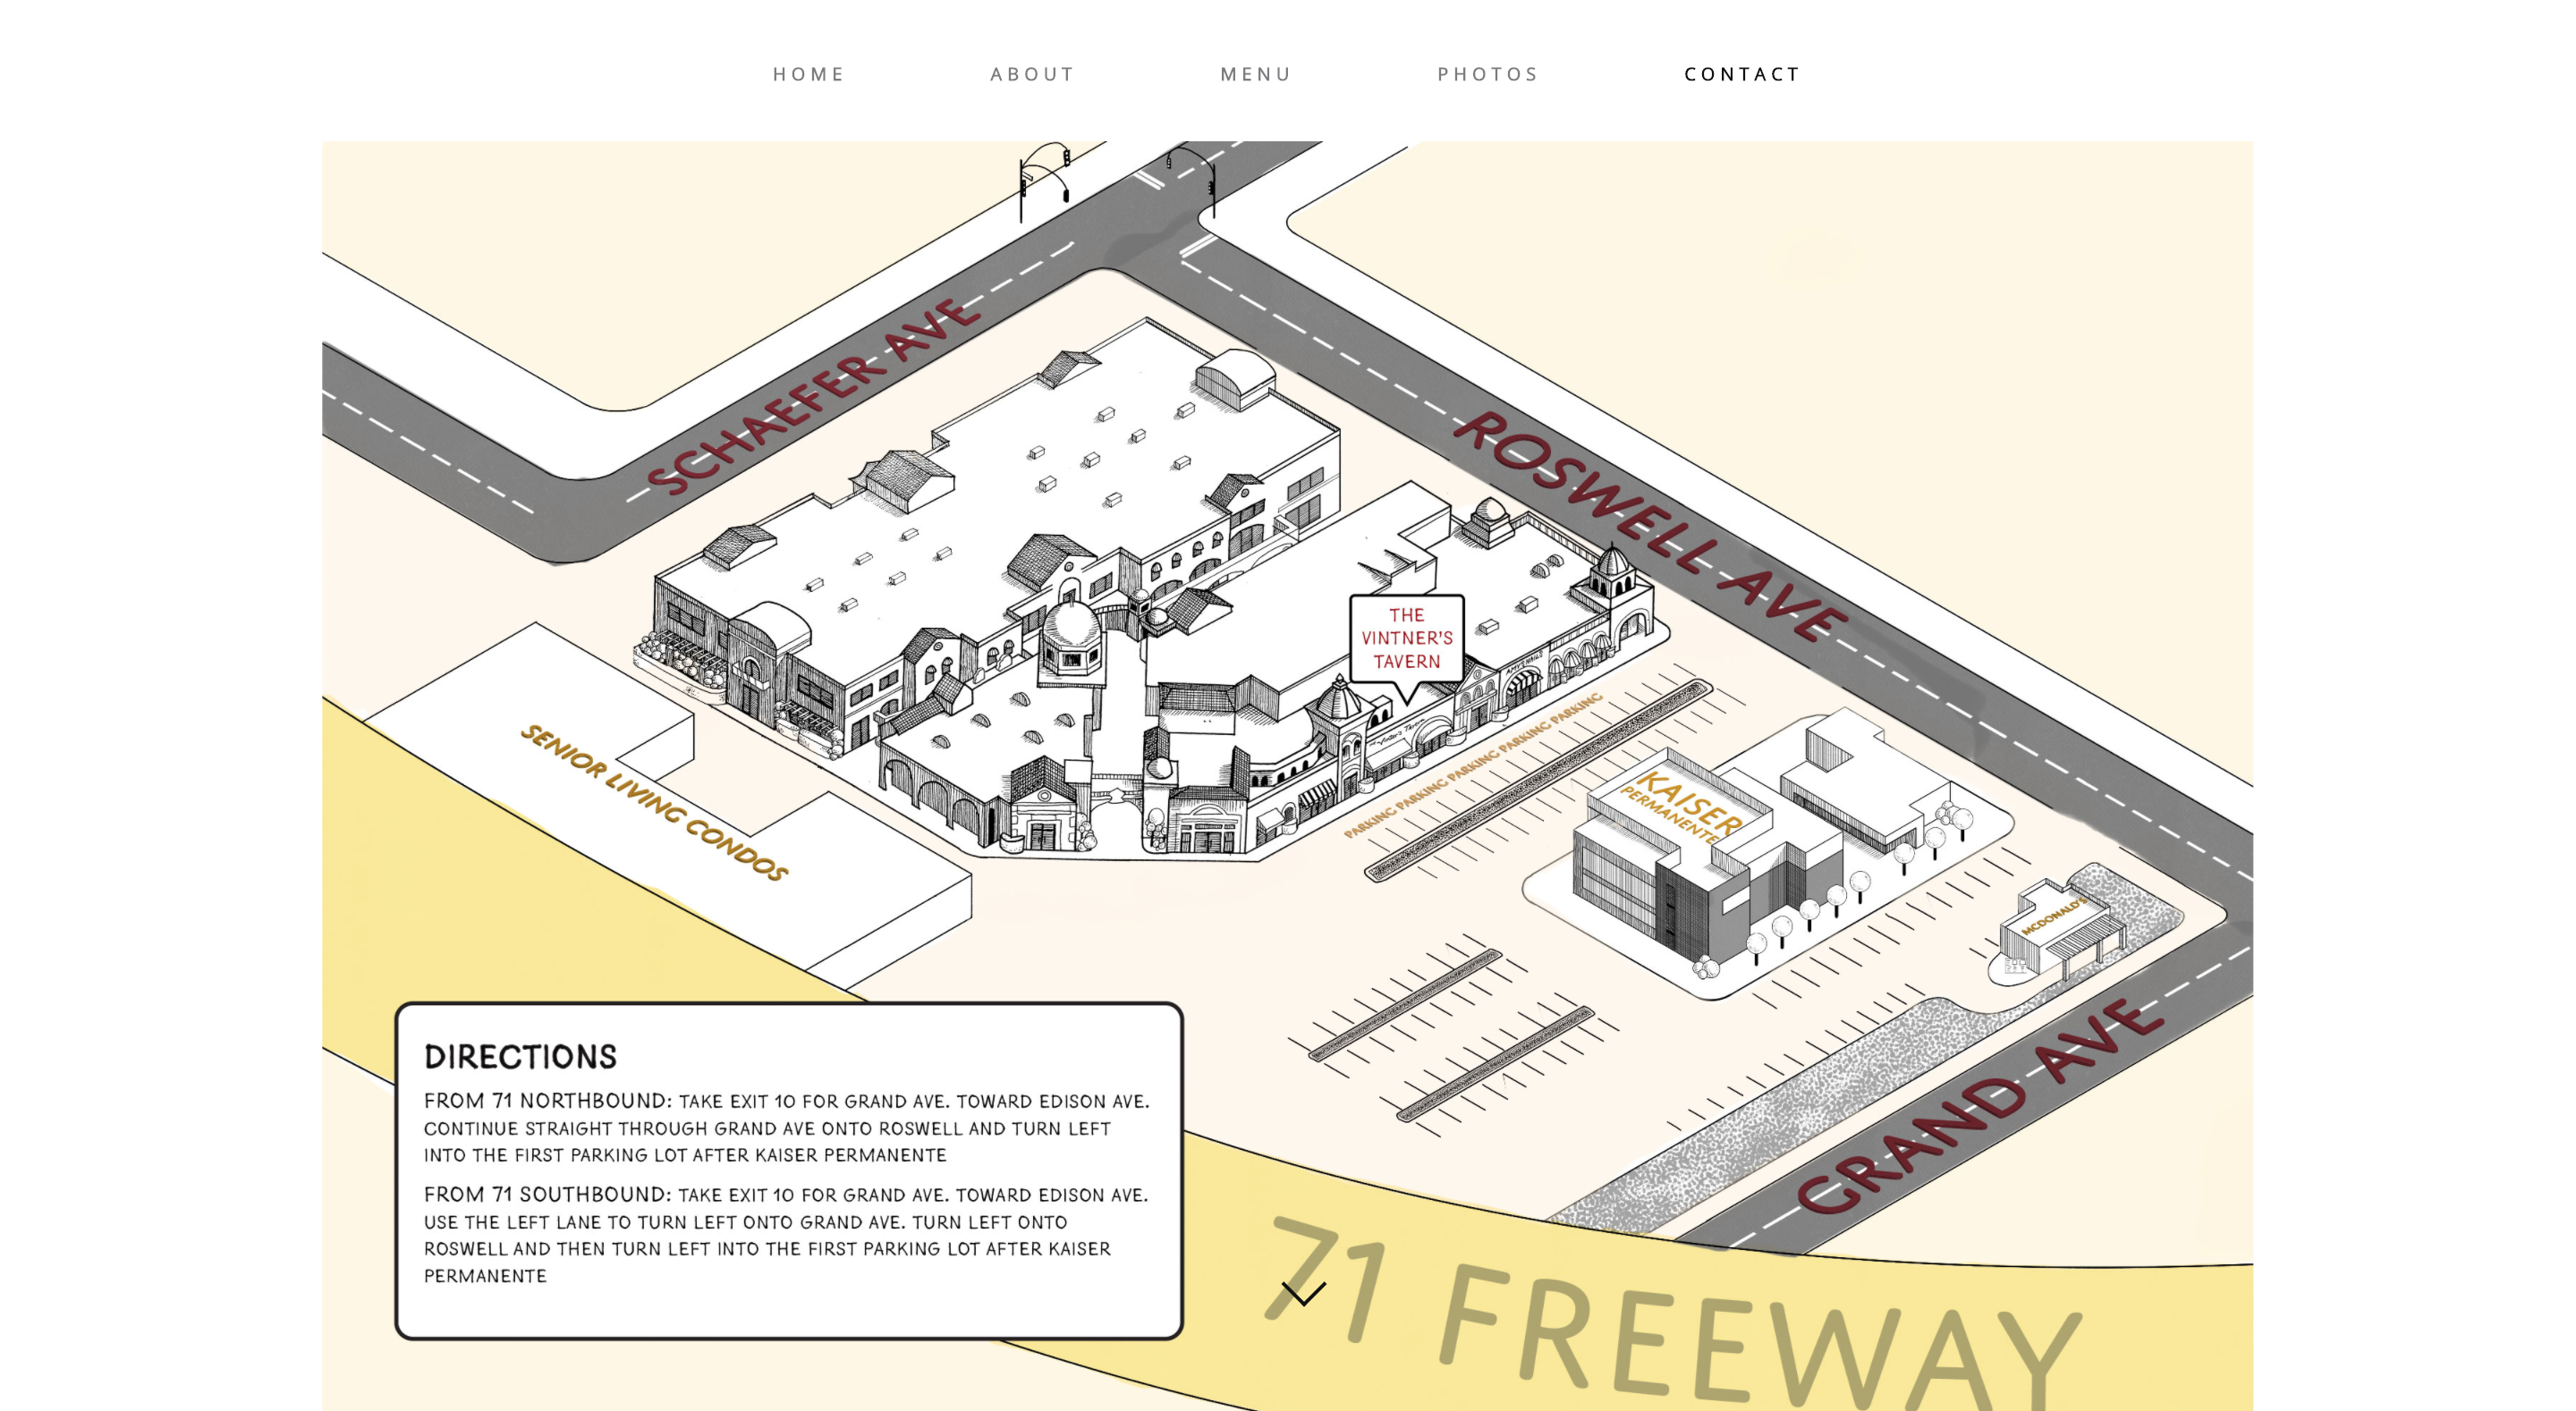 HOME ABOUT MENU PHOTOS CONTACT
SCHAEFER AVE
ROSWELL AVE
THE
VINTNER'S
TAVERN
AMY'S NAILS
PARKING PARKING PARKING PARKING PARKING
SENIOR LIVING CONDOS
KAISER
PERMANENTE
MCDONALD'S
GRAND AVE
DIRECTIONS
FROM 71 NORTHBOUND: TAKE EXIT 10 FOR GRAND AVE. TOWARD EDISON AVE.
CONTINUE STRAIGHT THROUGH GRAND AVE ONTO ROSWELL AND TURN LEFT
INTO THE FIRST PARKING LOT AFTER KAISER PERMANENTE
FROM 71 SOUTHBOUND: TAKE EXIT 10 FOR GRAND AVE. TOWARD EDISON AVE.
USE THE LEFT LANE TO TURN LEFT ONTO GRAND AVE. TURN LEFT ONTO
ROSWELL AND THEN TURN LEFT INTO THE FIRST PARKING LOT AFTER KAISER
PERMANENTE
71 FREEWAY